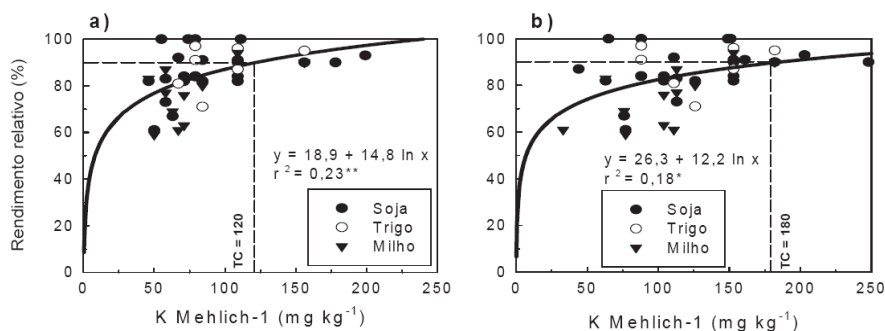 a)
Rendimento relativo (%)
100
80
60
40
20
0
y = 18,9 + 14,8 ln x
r² = 0,23**
Soja
Trigo
Milho
TC = 120
0 50 100 150 200 250
K Mehlich-1 (mg kg⁻¹)
b)
100
80
60
40
20
0
y = 26,3 + 12,2 ln x
r² = 0,18*
Soja
Trigo
Milho
TC = 180
0 50 100 150 200 250
K Mehlich-1 (mg kg⁻¹)